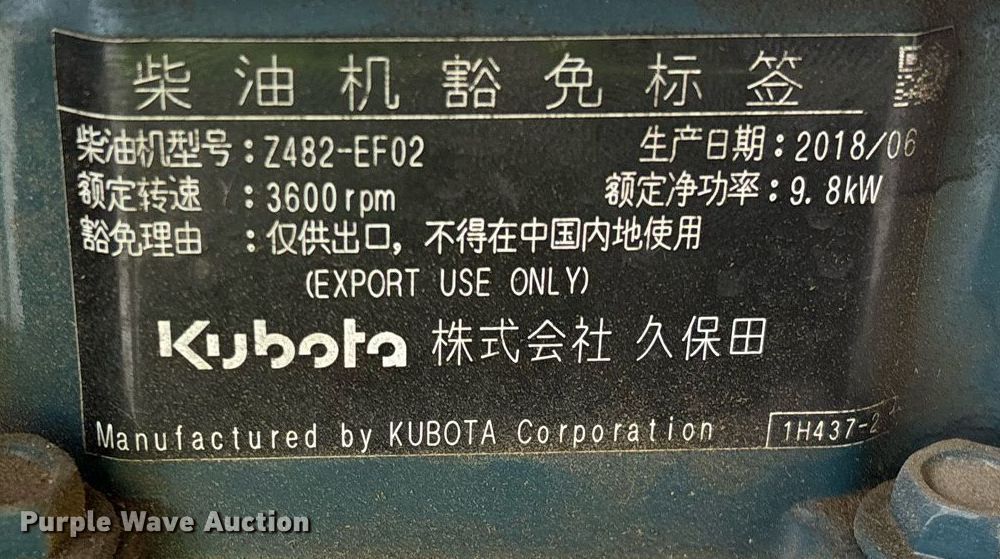 柴油机豁免标签
柴油机型号：Z482-EF02 生产日期：2018/06
额定转速 ：3600rpm 额定净功率：9.8kW
豁免理由 ：仅供出口，不得在中国内地使用
(EXPORT USE ONLY)
Kubota 株式会社 久保田
Manufactured by KUBOTA Corporation 1H437-2
Purple Wave Auction